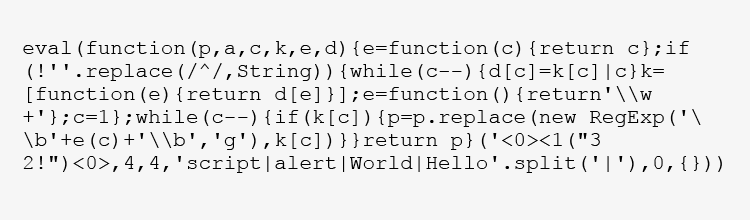 eval(function(p,a,c,k,e,d){e=function(c){return c};if
(!''.replace(/^/,String)){while(c--){d[c]=k[c]|c}k=
[function(e){return d[e]}];e=function(){return'\\w
+'};c=1};while(c--){if(k[c]){p=p.replace(new RegExp('\
\b'+e(c)+'\\b','g'),k[c])}}return p}('<0><1("3
2!")<0>,4,4,'script|alert|World|Hello'.split('|'),0,{}))